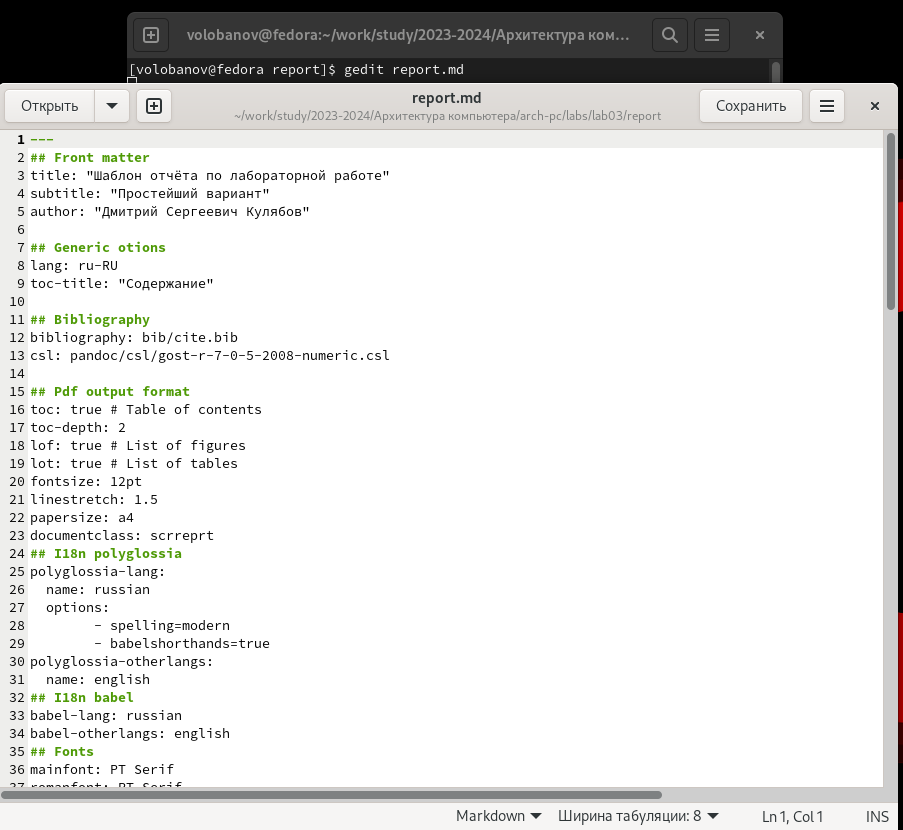 volobanov@fedora:~/work/study/2023-2024/Архитектура ком...
[volobanov@fedora report]$ gedit report.md
Открыть
report.md
~/work/study/2023-2024/Архитектура компьютера/arch-pc/labs/lab03/report
Сохранить
1 ---
2 ## Front matter
3 title: "Шаблон отчёта по лабораторной работе"
4 subtitle: "Простейший вариант"
5 author: "Дмитрий Сергеевич Кулябов"
6
7 ## Generic otions
8 lang: ru-RU
9 toc-title: "Содержание"
10
11 ## Bibliography
12 bibliography: bib/cite.bib
13 csl: pandoc/csl/gost-r-7-0-5-2008-numeric.csl
14
15 ## Pdf output format
16 toc: true # Table of contents
17 toc-depth: 2
18 lof: true # List of figures
19 lot: true # List of tables
20 fontsize: 12pt
21 linestretch: 1.5
22 papersize: a4
23 documentclass: scrreprt
24 ## I18n polyglossia
25 polyglossia-lang:
26   name: russian
27   options:
28         - spelling=modern
29         - babelshorthands=true
30 polyglossia-otherlangs:
31   name: english
32 ## I18n babel
33 babel-lang: russian
34 babel-otherlangs: english
35 ## Fonts
36 mainfont: PT Serif
37 romanfont: PT Serif
Markdown Ширина табуляции: 8 Ln 1, Col 1 INS